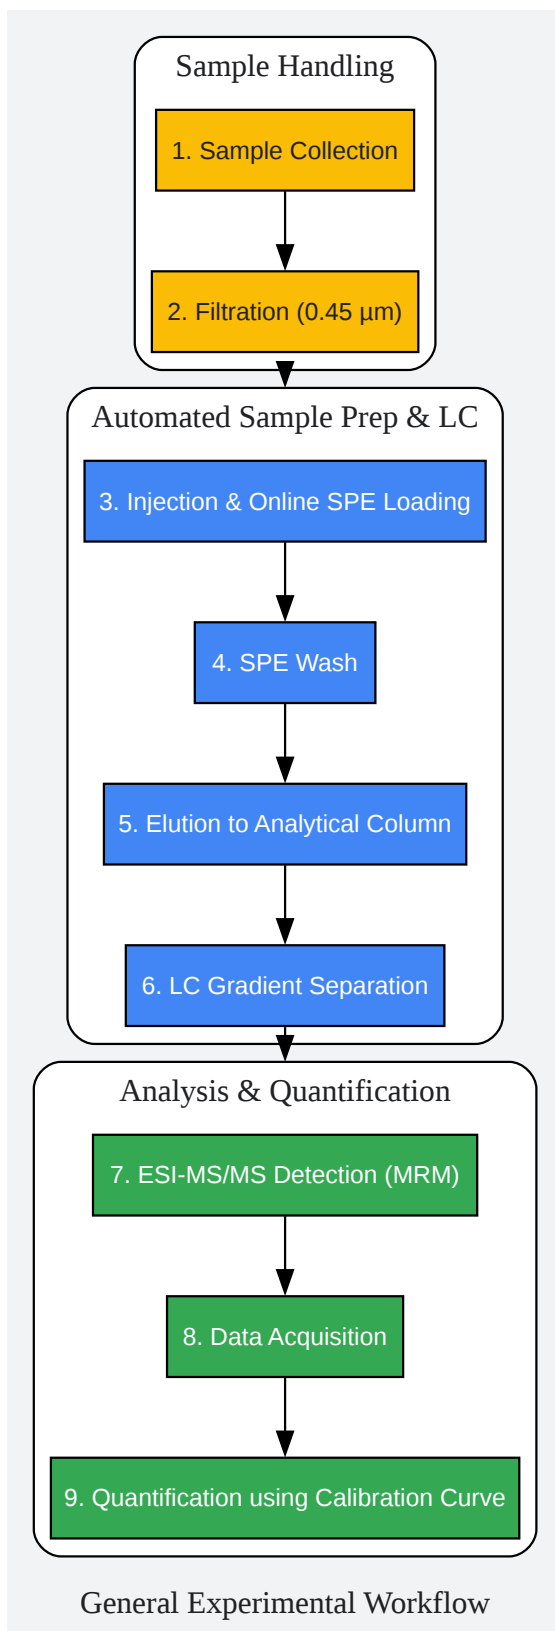 Sample Handling
1. Sample Collection
2. Filtration (0.45 µm)
Automated Sample Prep & LC
3. Injection & Online SPE Loading
4. SPE Wash
5. Elution to Analytical Column
6. LC Gradient Separation
Analysis & Quantification
7. ESI-MS/MS Detection (MRM)
8. Data Acquisition
9. Quantification using Calibration Curve
General Experimental Workflow